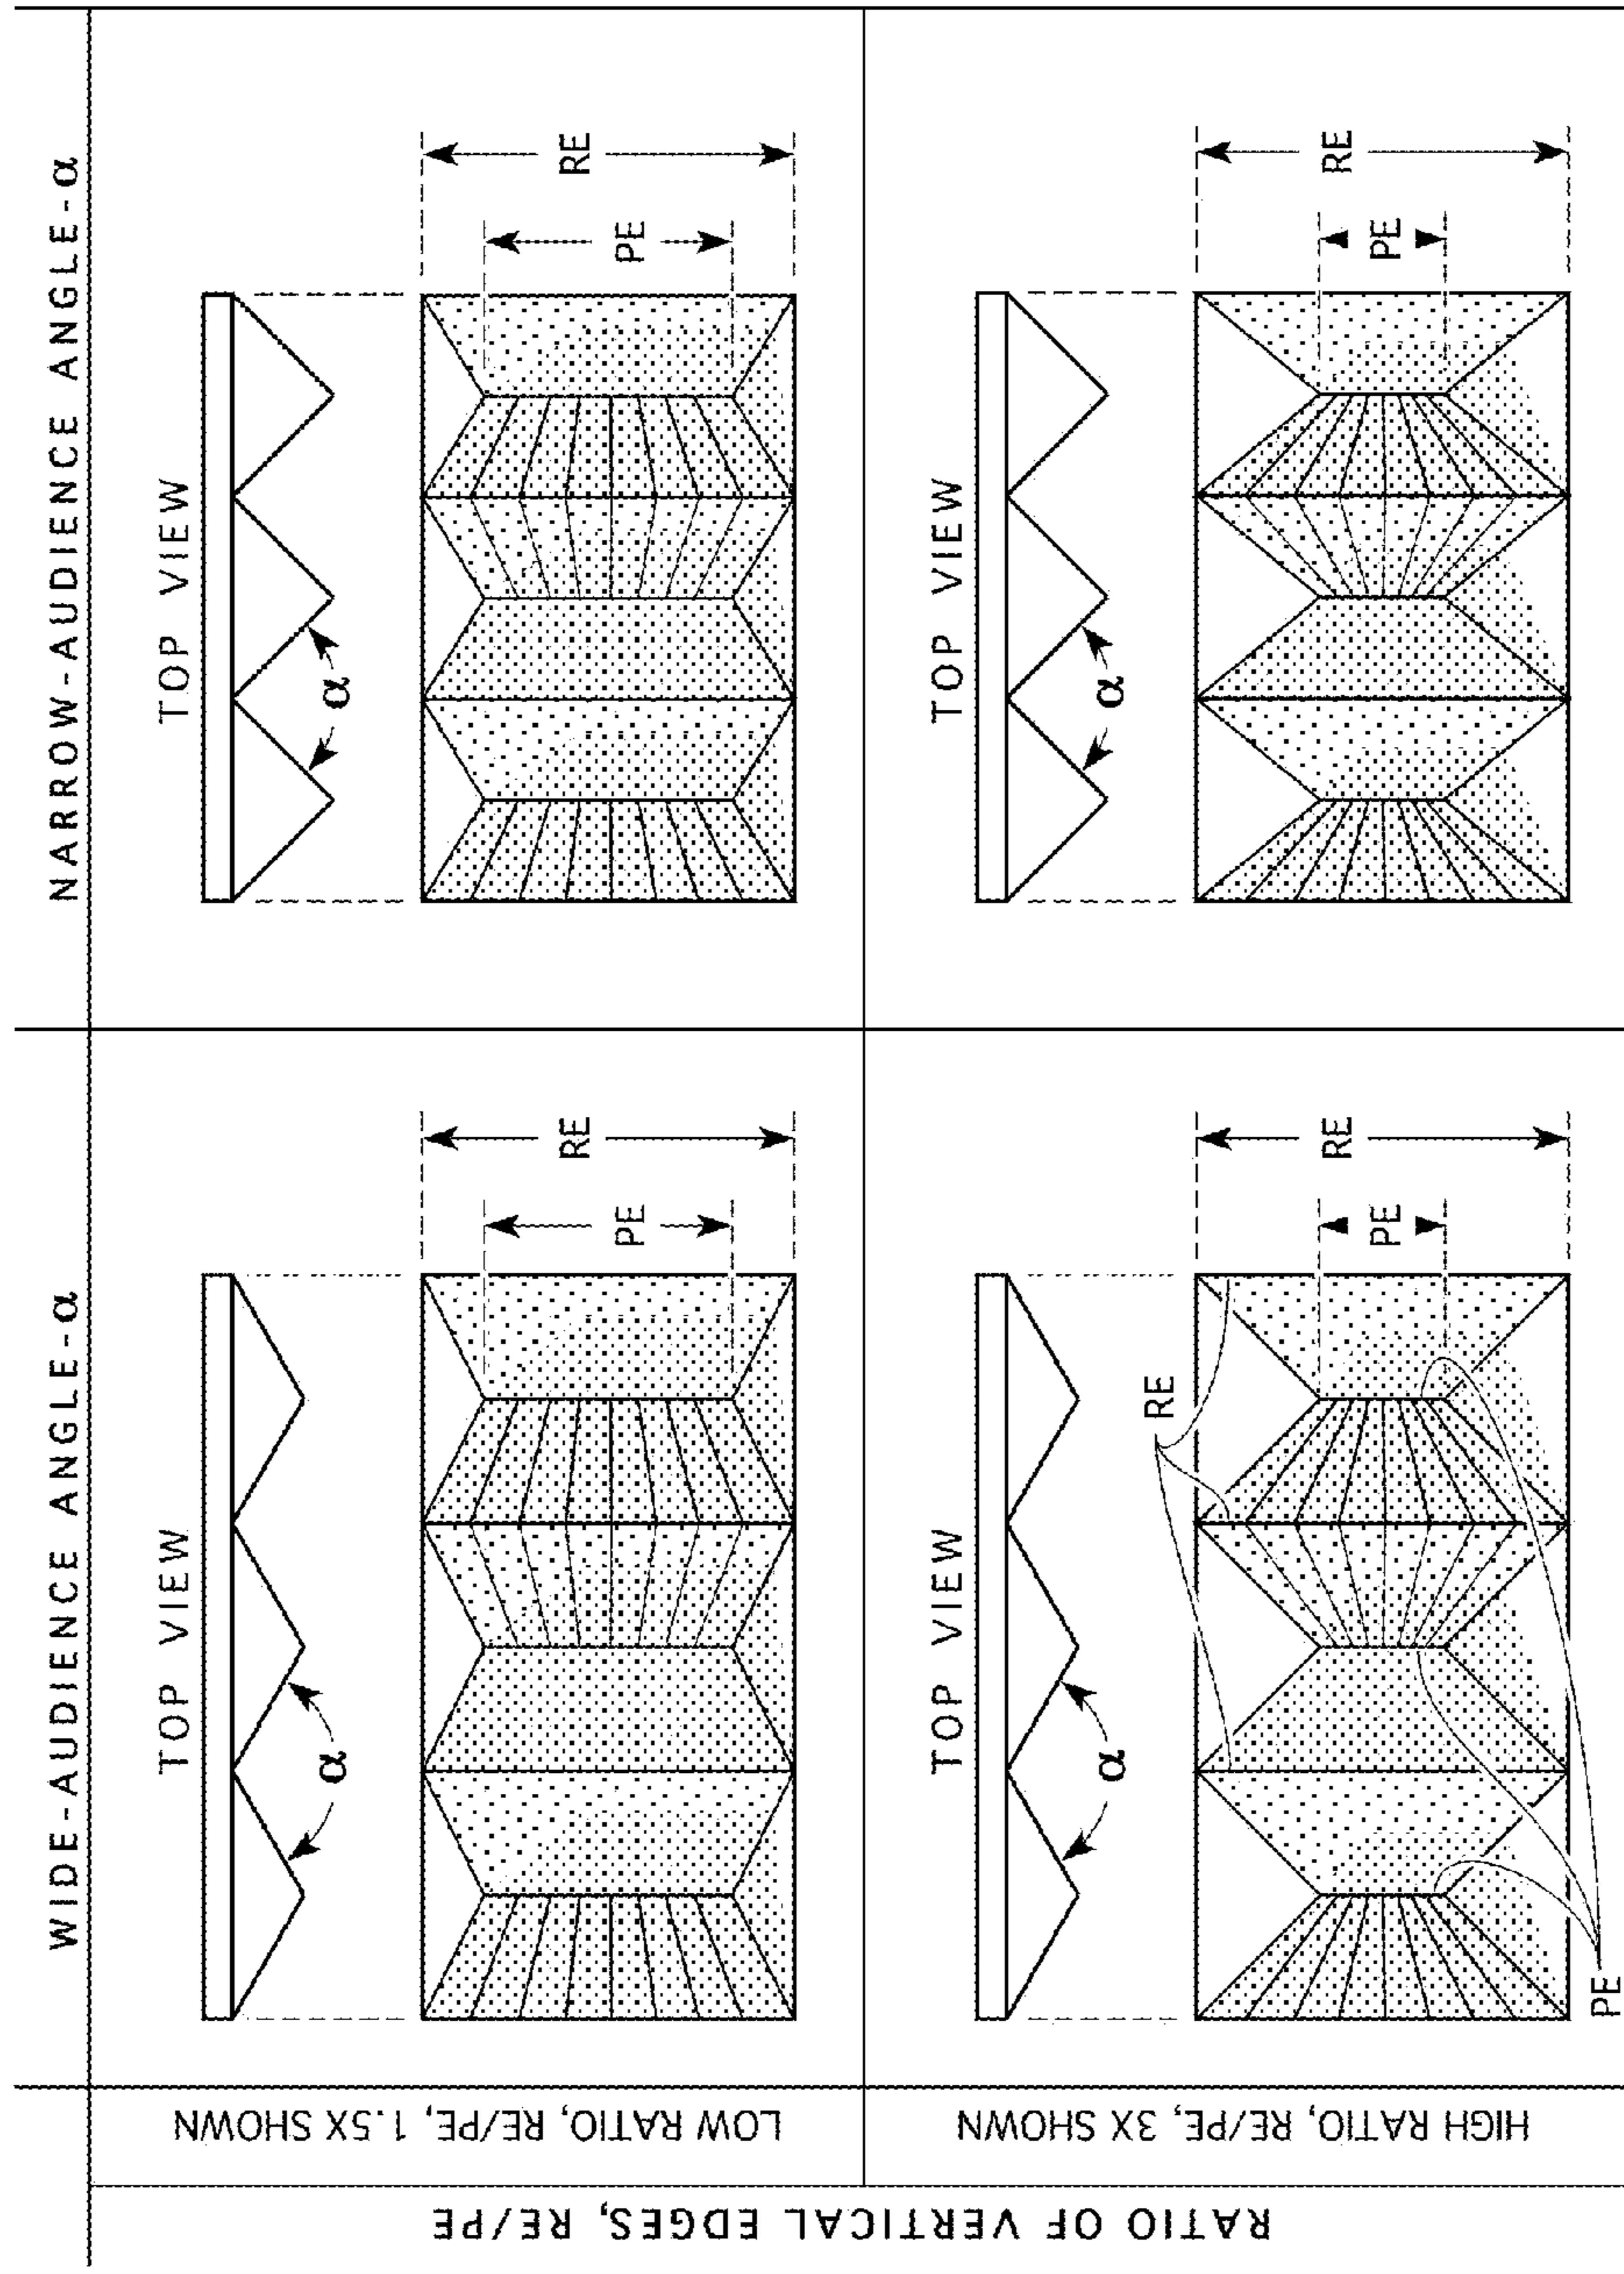 WIDE-AUDIENCE ANGLE-α
NARROW-AUDIENCE ANGLE-α
RATIO OF VERTICAL EDGES, RE/PE
LOW RATIO, RE/PE, 1.5X SHOWN
TOP VIEW
α
PE
RE
TOP VIEW
α
PE
RE
HIGH RATIO, RE/PE, 3X SHOWN
TOP VIEW
α
RE
PE
RE
PE
TOP VIEW
α
PE
RE